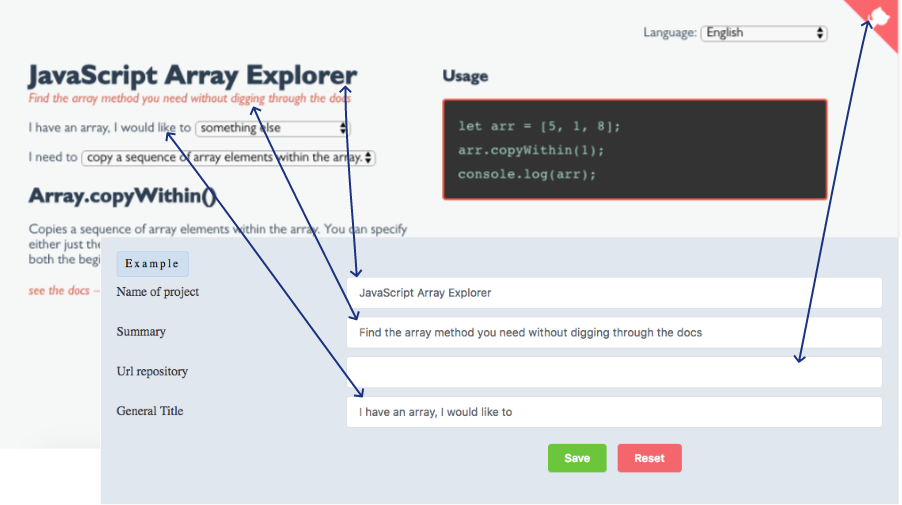 Language: English
JavaScript Array Explorer
Find the array method you need without digging through the docs
I have an array, I would like to something else
I need to copy a sequence of array elements within the array.
Array.copyWithin()
Copies a sequence of array elements within the array. You can specify
either just the
both the begi
see the docs —
Usage
let arr = [5, 1, 8];
arr.copyWithin(1);
console.log(arr);
Example
Name of project JavaScript Array Explorer
Summary Find the array method you need without digging through the docs
Url repository
General Title I have an array, I would like to
Save Reset